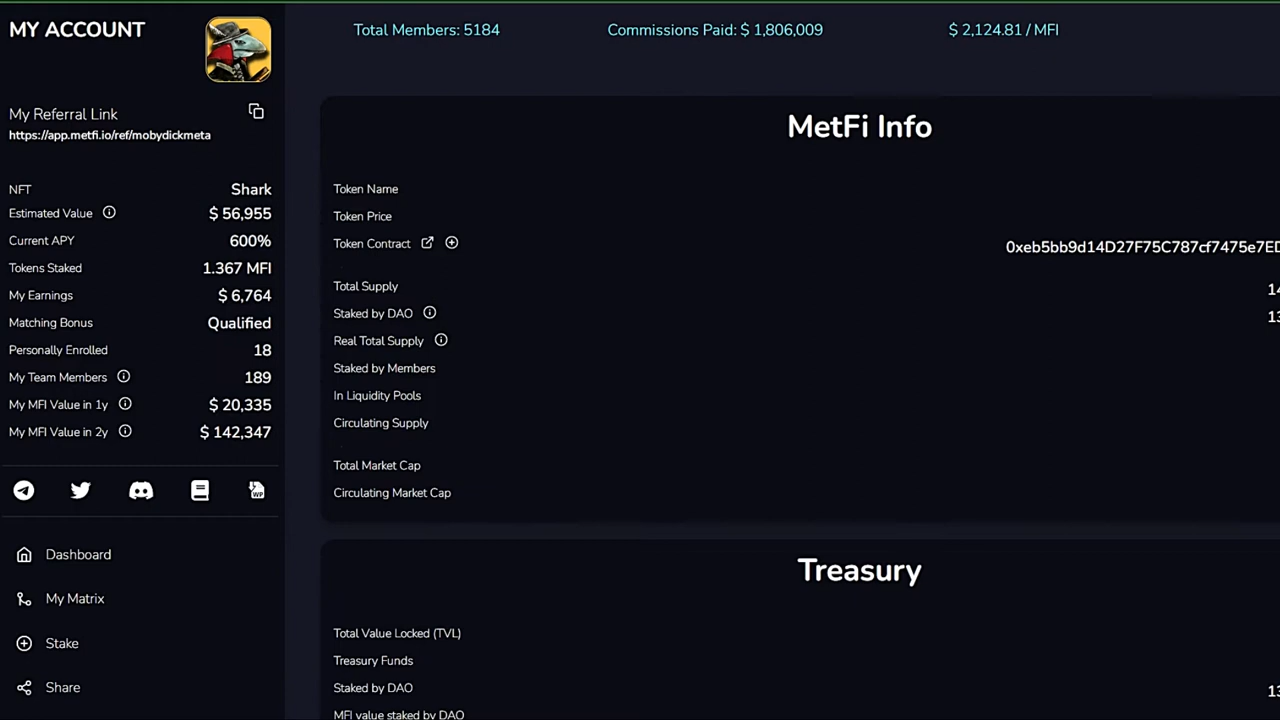 MY ACCOUNT
Total Members: 5184 Commissions Paid: $ 1,806,009 $ 2,124.81 / MFI
My Referral Link
https://app.metfi.io/ref/mobydickmeta
NFT Shark
Estimated Value $ 56,955
Current APY 600%
Tokens Staked 1.367 MFI
My Earnings $ 6,764
Matching Bonus Qualified
Personally Enrolled 18
My Team Members 189
My MFI Value in 1y $ 20,335
My MFI Value in 2y $ 142,347
WP
Dashboard
My Matrix
Stake
Share
MetFi Info
Token Name
Token Price
Token Contract 0xeb5bb9d14D27F75C787cf7475e7ED
Total Supply 14
Staked by DAO 13
Real Total Supply
Staked by Members
In Liquidity Pools
Circulating Supply
Total Market Cap
Circulating Market Cap
Treasury
Total Value Locked (TVL)
Treasury Funds
Staked by DAO 13
MFI value staked by DAO